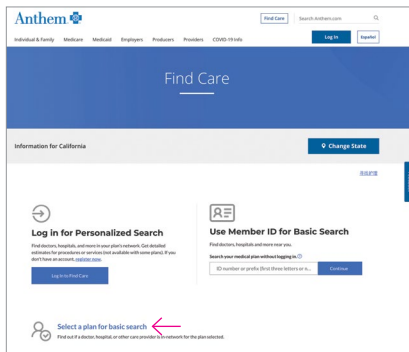 Anthem
Find Care
Search Anthem.com
Individual & Family
Medicare
Medicaid
Employers
Producers
Providers
COVID-19 Info
Log In
Español
Find Care
Information for California
Change State
Log in for Personalized Search
Find doctors, hospitals, and more in your plan's network. Get detailed
estimates for procedures or services (not available with some plans). If you
don't have an account, register now.
Log In to Find Care
Use Member ID for Basic Search
Find doctors, hospitals and more near you.
Search your medical plan without logging in.
ID number or prefix (first three letters or n...
Continue
Select a plan for basic search
Find out if a doctor, hospital, or other care provider is in network for the plan selected.